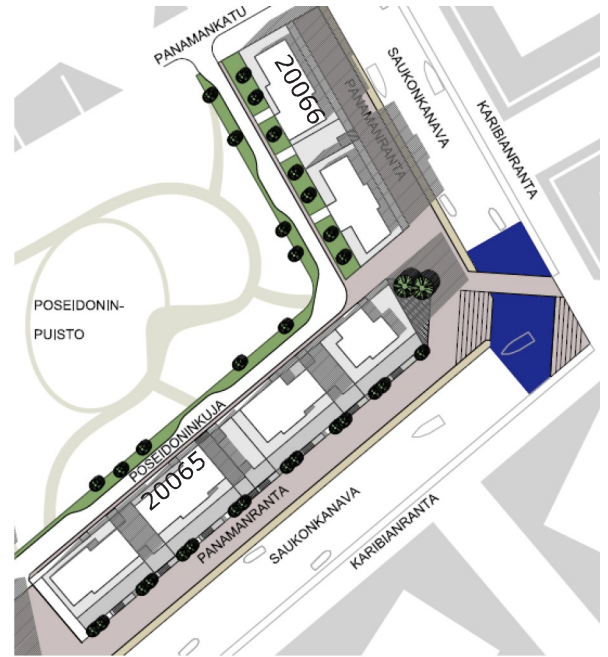 PANAMANKATU
20066
PANAMANRANTA
SAUKONKANAVA
KARIBIANRANTA
POSEIDONIN-
PUISTO
POSEIDONINKUJA
20065
PANAMANRANTA
SAUKONKANAVA
KARIBIANRANTA